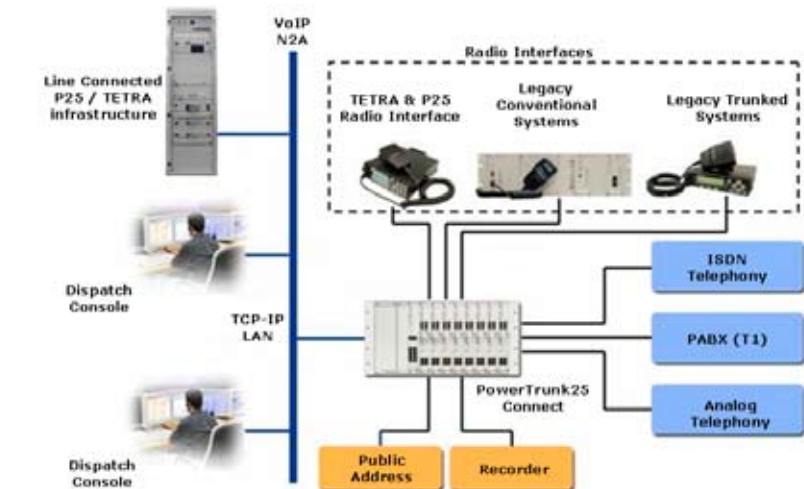 VoIP
N2A
Line Connected
P25 / TETRA
infrastructure
Radio Interfaces
TETRA & P25
Radio Interface
Legacy
Conventional
Systems
Legacy Trunked
Systems
Dispatch
Console
TCP-IP
LAN
ISDN
Telephony
PABX (T1)
PowerTrunk25
Connect
Analog
Telephony
Dispatch
Console
Public
Address
Recorder